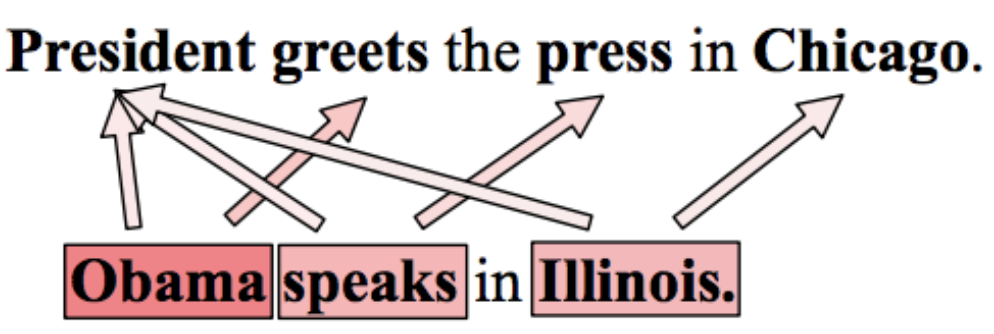 President greets the press in Chicago.
Obama speaks in Illinois.